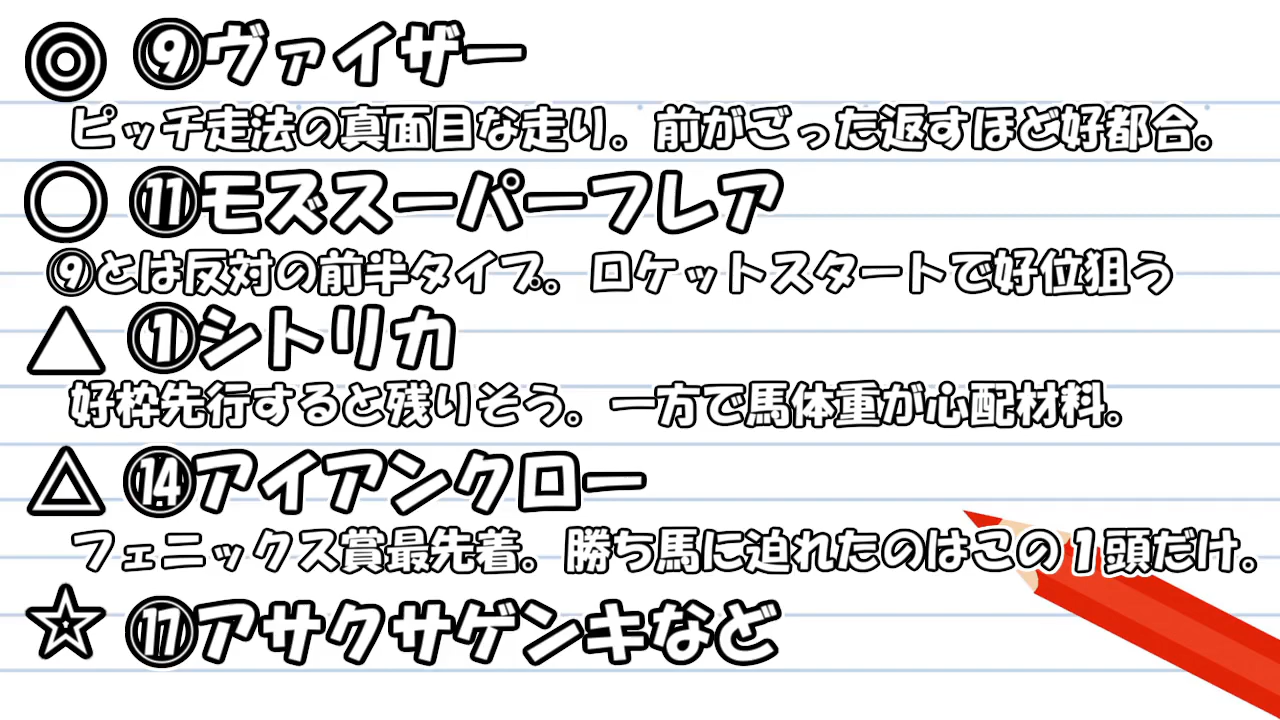 ◎ ⑨ヴァイザー
ピッチ走法の真面目な走り。前がごった返すほど好都合。
○ ⑪モズスーパーフレア
⑨とは反対の前半タイプ。ロケットスタートで好位狙う
△ ①シトリカ
好枠先行すると残りそう。一方で馬体重が心配材料。
△ ⑭アイアンクロー
フェニックス賞最先着。勝ち馬に迫れたのはこの1頭だけ。
☆ ⑰アサクサゲンキなど